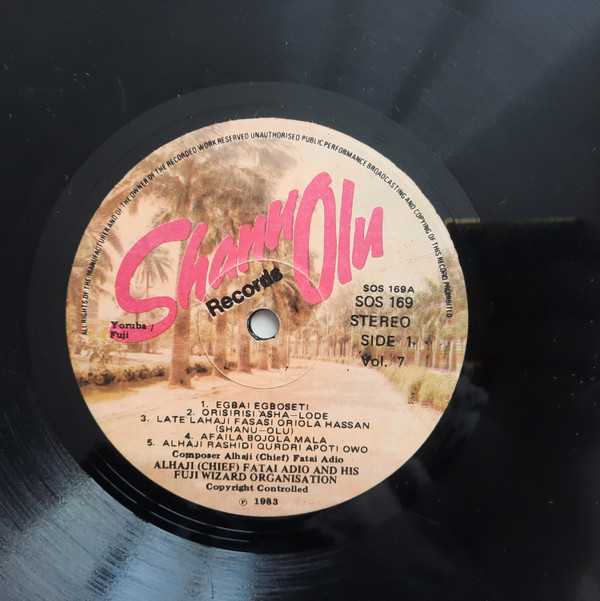 ALL RIGHTS OF THE MANUFACTURER AND OF THE OWNER OF THE RECORDED WORK RESERVED UNAUTHORISED PUBLIC PERFORMANCE BROADCASTING AND COPYING OF THIS RECORD PROHIBITED
Shanu Olu
Records
Yoruba /
Fuji
SOS 169A
SOS 169
STEREO
SIDE 1.
Vol. 7
1. EGBAI EGBOSETI
2. ORISIRISI ASHA-LODE
3. LATE LAHAJI FASASI ORIOLA HASSAN
(SHANU-OLU)
4. AFAILA BOJOLA MALA
5. ALHAJI RASHIDI QURDRI APOTI OWO
Composer Alhaji (Chief) Fatai Adio
ALHAJI (CHIEF) FATAI ADIO AND HIS
FUJI WIZARD ORGANISATION
Copyright Controlled
℗ 1983